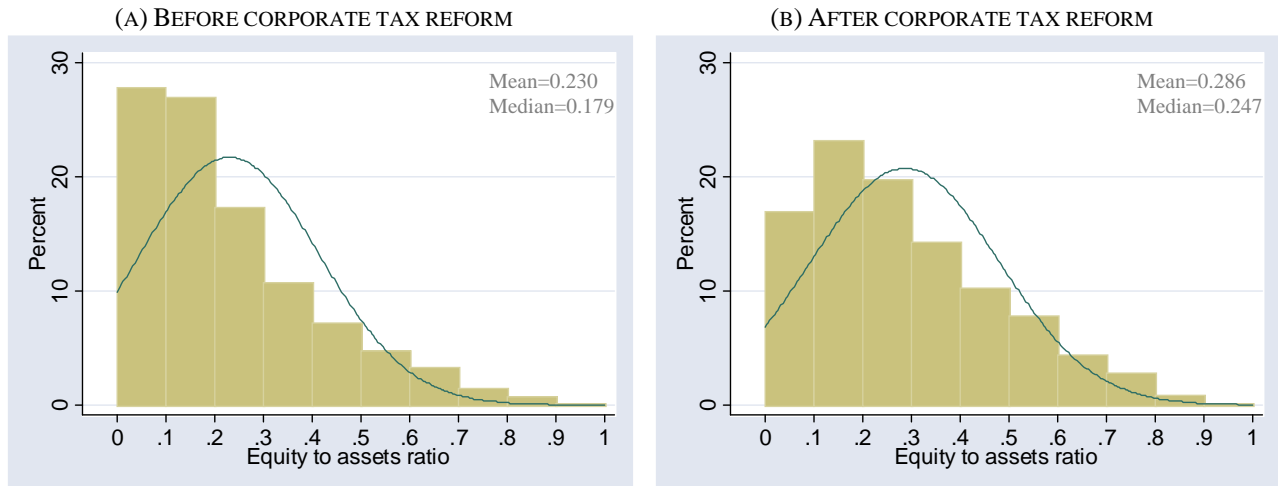 (A) BEFORE CORPORATE TAX REFORM
Mean=0.230
Median=0.179
30
20
10
0
Percent
0 .1 .2 .3 .4 .5 .6 .7 .8 .9 1
Equity to assets ratio
(B) AFTER CORPORATE TAX REFORM
Mean=0.286
Median=0.247
30
20
10
0
Percent
0 .1 .2 .3 .4 .5 .6 .7 .8 .9 1
Equity to assets ratio